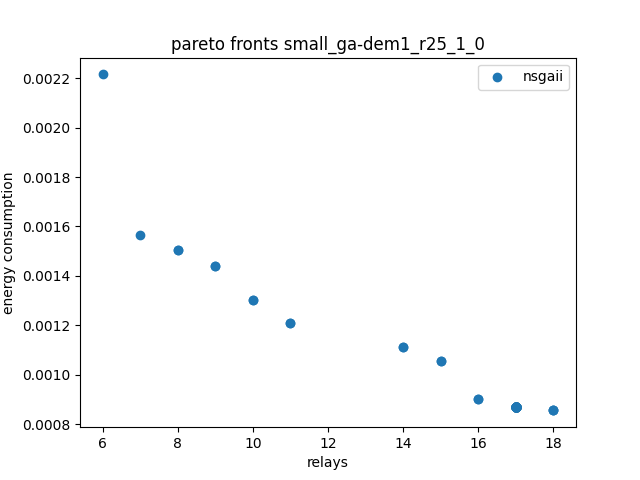 pareto fronts small_ga-dem1_r25_1_0
nsgaii
energy consumption
0.0022
0.0020
0.0018
0.0016
0.0014
0.0012
0.0010
0.0008
6 8 10 12 14 16 18
relays